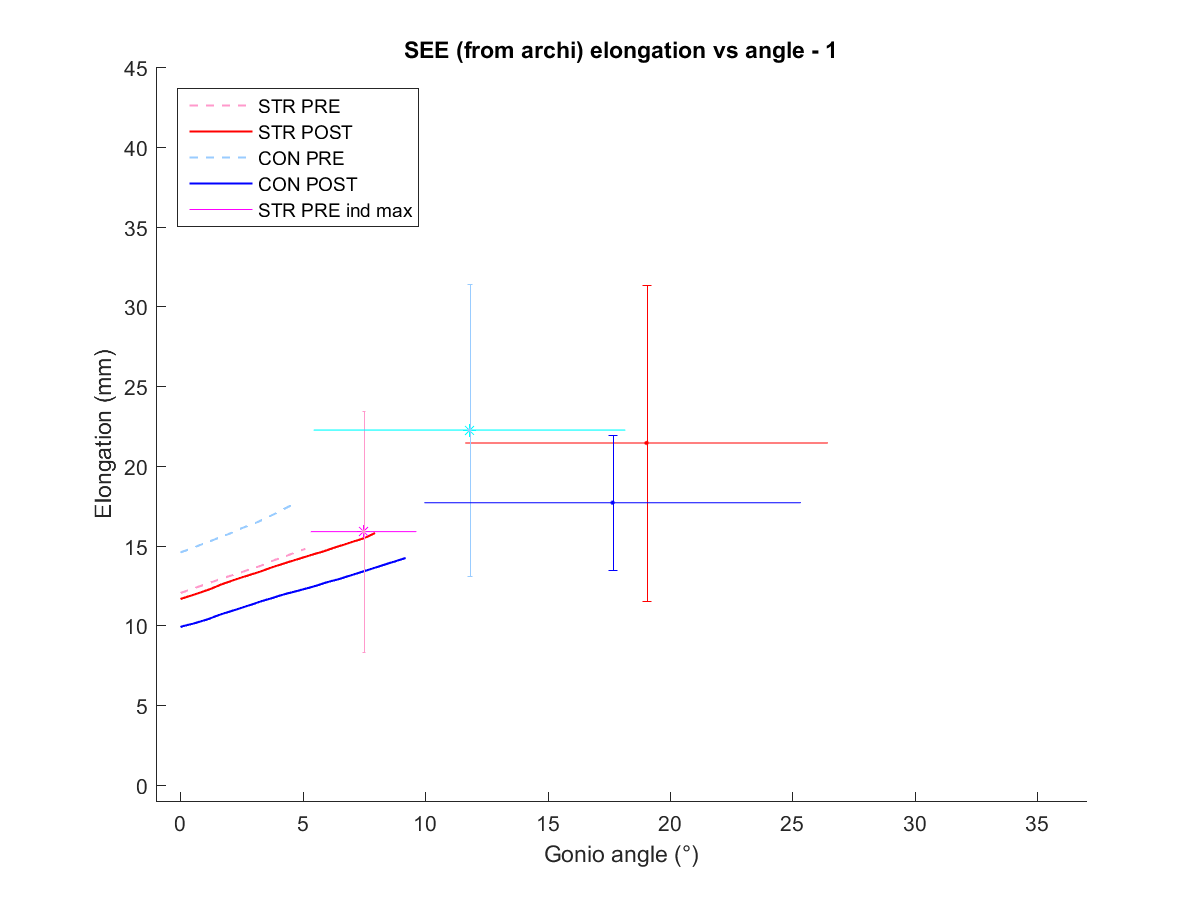 SEE (from archi) elongation vs angle - 1
45
40
35
30
25
20
15
10
5
0
Elongation (mm)
STR PRE
STR POST
CON PRE
CON POST
STR PRE ind max
0 5 10 15 20 25 30 35
Gonio angle (°)